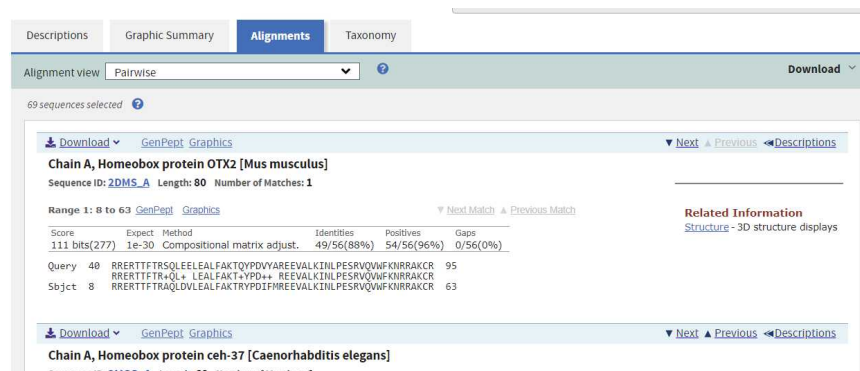 Descriptions Graphic Summary Alignments Taxonomy
Alignment view Pairwise Download
69 sequences selected
Download GenPept Graphics Next Previous Descriptions
Chain A, Homeobox protein OTX2 [Mus musculus]
Sequence ID: 2DMS_A Length: 80 Number of Matches: 1
Range 1: 8 to 63 GenPept Graphics Next Match Previous Match
Score Expect Method Identities Positives Gaps
111 bits(277) 1e-30 Compositional matrix adjust. 49/56(88%) 54/56(96%) 0/56(0%)
Query 40 RRERTTFTRSQLEELEALFAKTQYPDVYAREEVALKINLPESRVQVWFKNRRAKCR 95
RRERTTFTR+QL+ LEALFAKT+YPD++ REEVALKINLPESRVQVWFKNRRAKCR
Sbjct 8 RRERTTFTRAQLDVLEALFAKTRYPDIFMREEVALKINLPESRVQVWFKNRRAKCR 63
Related Information
Structure - 3D structure displays
Download GenPept Graphics Next Previous Descriptions
Chain A, Homeobox protein ceh-37 [Caenorhabditis elegans]